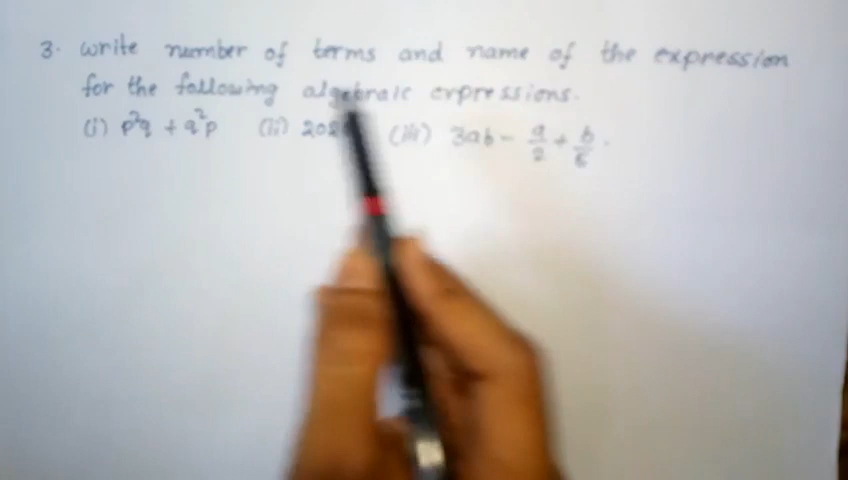 3. Write number of terms and name of the expression
for the following algebraic expressions.
(i) p²q + q²p (ii) (iii) 3ab - a/2 + b/5.